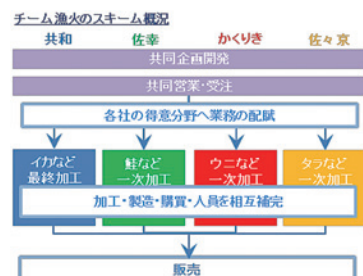 チーム漁火のスキーム概況
共和 佐幸 かくりき 佐々京
共同企画開発
共同営業・受注
各社の得意分野へ業務の配賦
イカなど 鮭など ウニなど タラなど
最終加工 一次加工 一次加工 一次加工
加工・製造・購買・人員を相互補完
販売